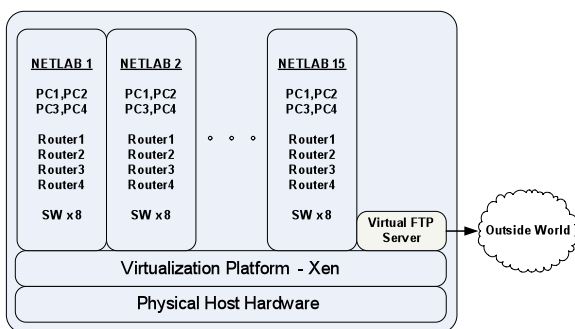 NETLAB 1
PC1,PC2
PC3,PC4
Router1
Router2
Router3
Router4
SW x8
NETLAB 2
PC1,PC2
PC3,PC4
Router1
Router2
Router3
Router4
SW x8
NETLAB 15
PC1,PC2
PC3,PC4
Router1
Router2
Router3
Router4
SW x8
Virtual FTP
Server
Outside World
Virtualization Platform - Xen
Physical Host Hardware